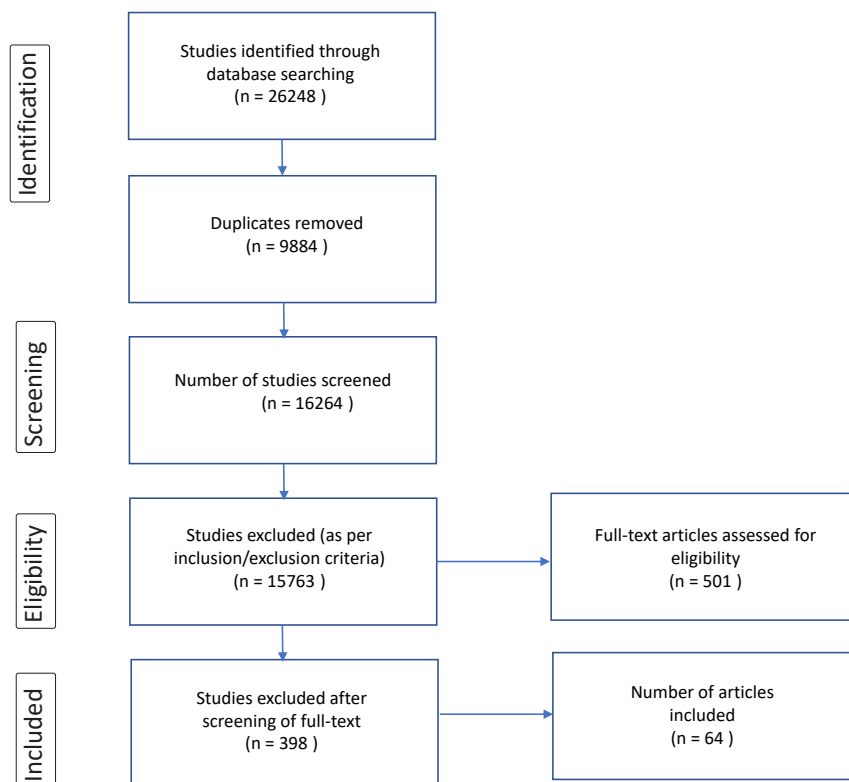 Identification
Studies identified through
database searching
(n = 26248 )
Duplicates removed
(n = 9884 )
Screening
Number of studies screened
(n = 16264 )
Eligibility
Studies excluded (as per
inclusion/exclusion criteria)
(n = 15763 )
Full-text articles assessed for
eligibility
(n = 501 )
Included
Studies excluded after
screening of full-text
(n = 398 )
Number of articles
included
(n = 64 )